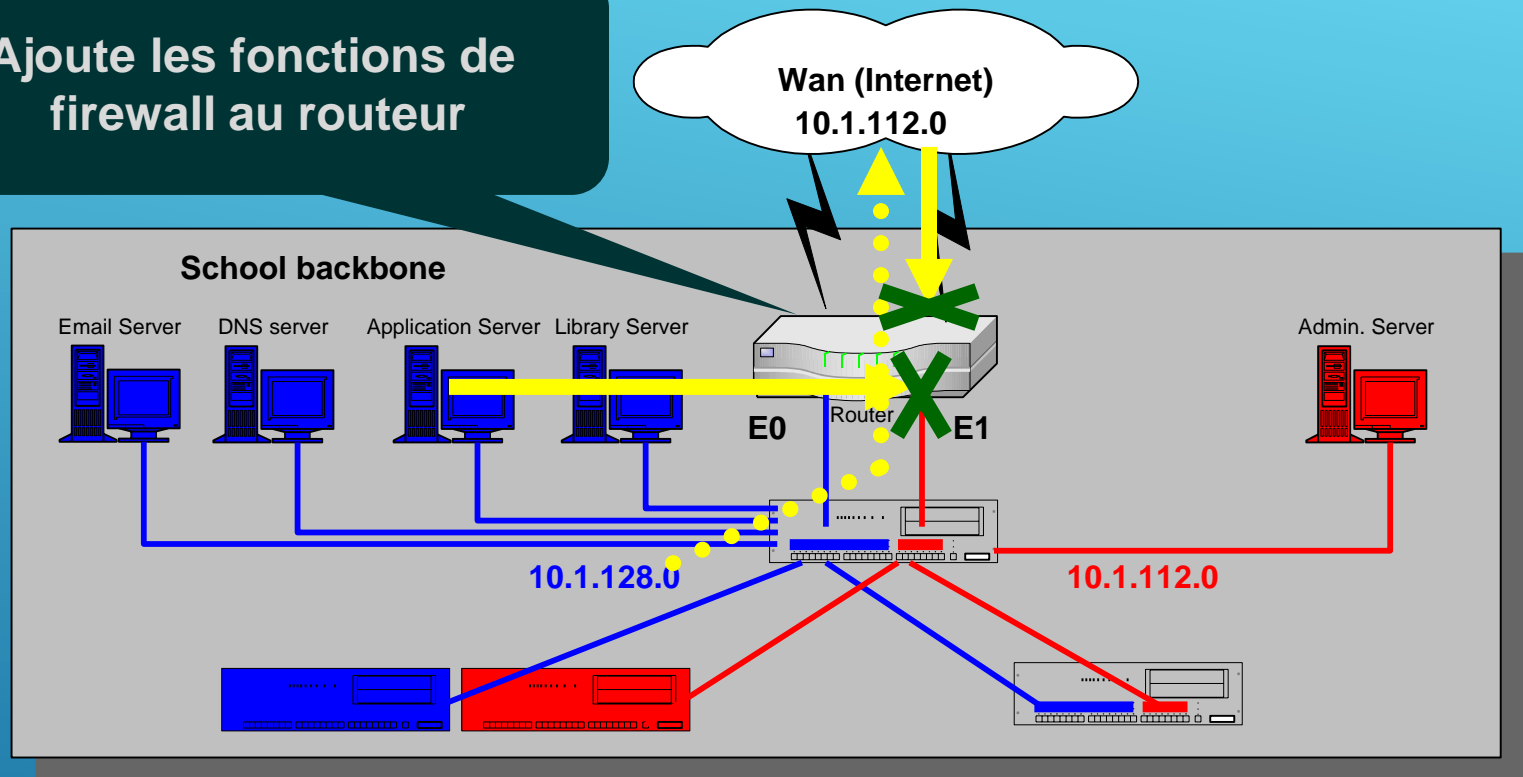 Ajoute les fonctions de
firewall au routeur
Wan (Internet)
10.1.112.0
School backbone
Email Server
DNS server
Application Server
Library Server
Admin. Server
Router
E0
E1
10.1.128.0
10.1.112.0